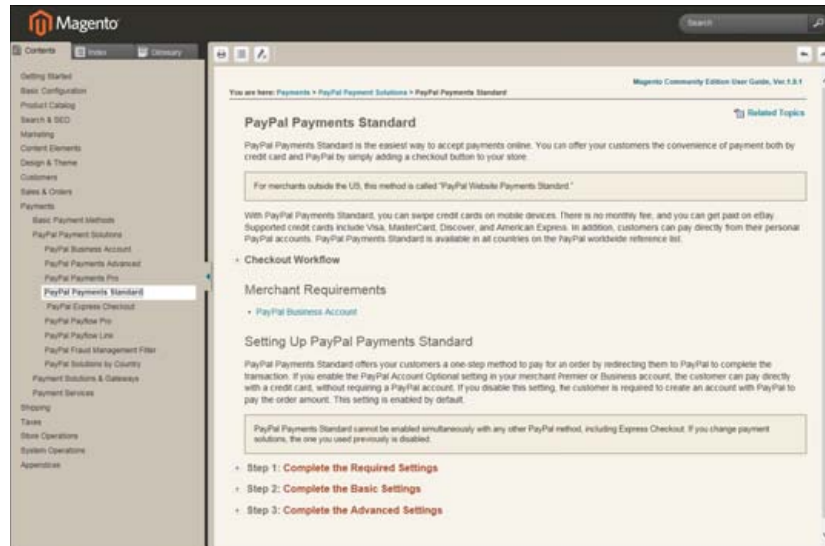 Magento
Search
Contents
Index
Glossary
Getting Started
Basic Configuration
Product Catalog
Search & SEO
Marketing
Content Elements
Design & Theme
Customers
Sales & Orders
Payments
Basic Payment Methods
PayPal Payment Solutions
PayPal Business Account
PayPal Payments Advanced
PayPal Payments Pro
PayPal Payments Standard
PayPal Express Checkout
PayPal Payflow Pro
PayPal Payflow Link
PayPal Fraud Management Filter
PayPal Solutions by Country
Payment Solutions & Gateways
Payment Services
Shipping
Taxes
Store Operations
System Operations
Appendices
Magento Community Edition User Guide, Ver.1.9.1
You are here: Payments > PayPal Payment Solutions > PayPal Payments Standard
Related Topics
PayPal Payments Standard
PayPal Payments Standard is the easiest way to accept payments online. You can offer your customers the convenience of payment both by
credit card and PayPal by simply adding a checkout button to your store.
For merchants outside the US, this method is called "PayPal Website Payments Standard."
With PayPal Payments Standard, you can swipe credit cards on mobile devices. There is no monthly fee, and you can get paid on eBay.
Supported credit cards include Visa, MasterCard, Discover, and American Express. In addition, customers can pay directly from their personal
PayPal accounts. PayPal Payments Standard is available in all countries on the PayPal worldwide reference list.
Checkout Workflow
Merchant Requirements
• PayPal Business Account
Setting Up PayPal Payments Standard
PayPal Payments Standard offers your customers a one-step method to pay for an order by redirecting them to PayPal to complete the
transaction. If you enable the PayPal Account Optional setting in your merchant Premier or Business account, the customer can pay directly
with a credit card, without requiring a PayPal account. If you disable this setting, the customer is required to create an account with PayPal to
pay the order amount. This setting is enabled by default.
PayPal Payments Standard cannot be enabled simultaneously with any other PayPal method, including Express Checkout. If you change payment
solutions, the one you used previously is disabled.
Step 1: Complete the Required Settings
Step 2: Complete the Basic Settings
Step 3: Complete the Advanced Settings